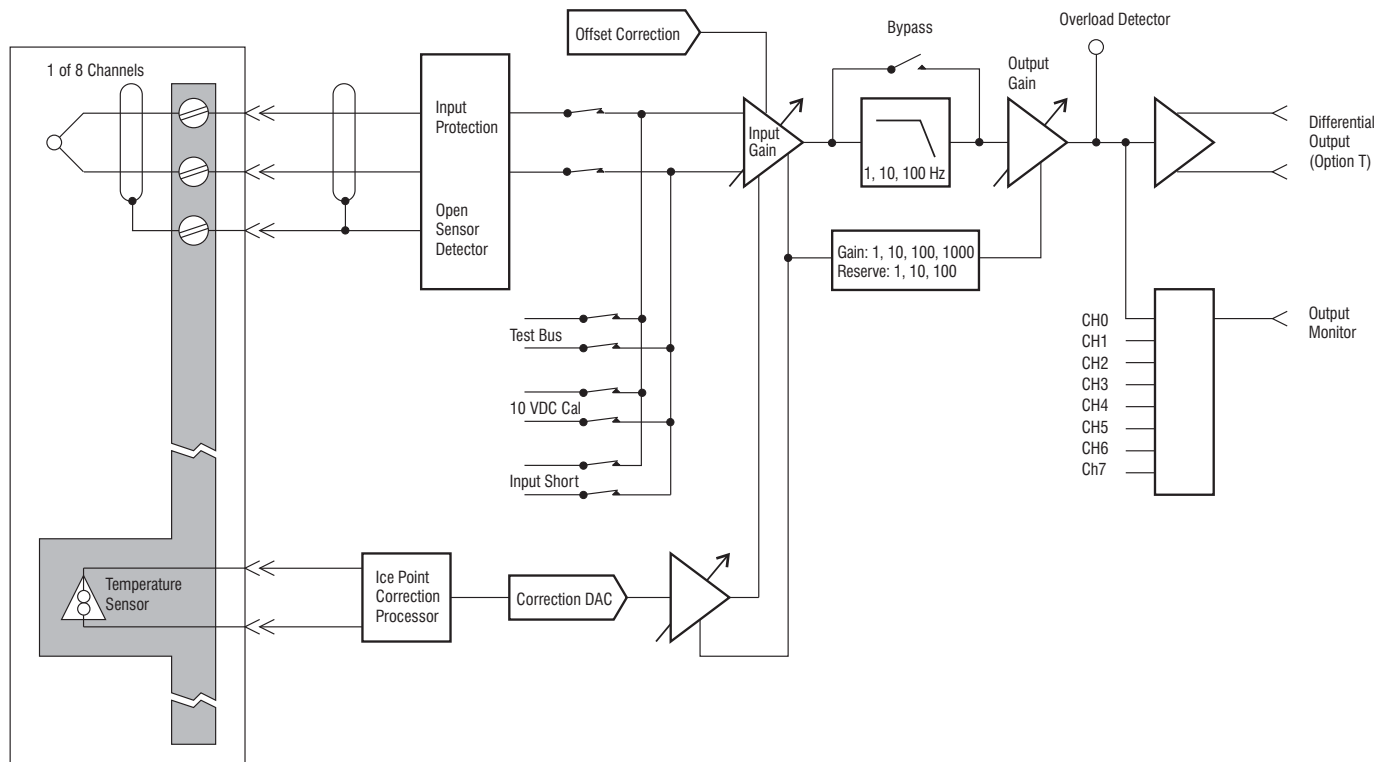 Overload Detector
Offset Correction
Bypass
1 of 8 Channels
Output
Gain
Input
Protection
Input
Gain
Differential
Output
(Option T)
1, 10, 100 Hz
Open
Sensor
Detector
Gain: 1, 10, 100, 1000
Reserve: 1, 10, 100
Test Bus
10 VDC Cal
Input Short
CH0
CH1
CH2
CH3
CH4
CH5
CH6
Ch7
Output
Monitor
Temperature
Sensor
Ice Point
Correction
Processor
Correction DAC